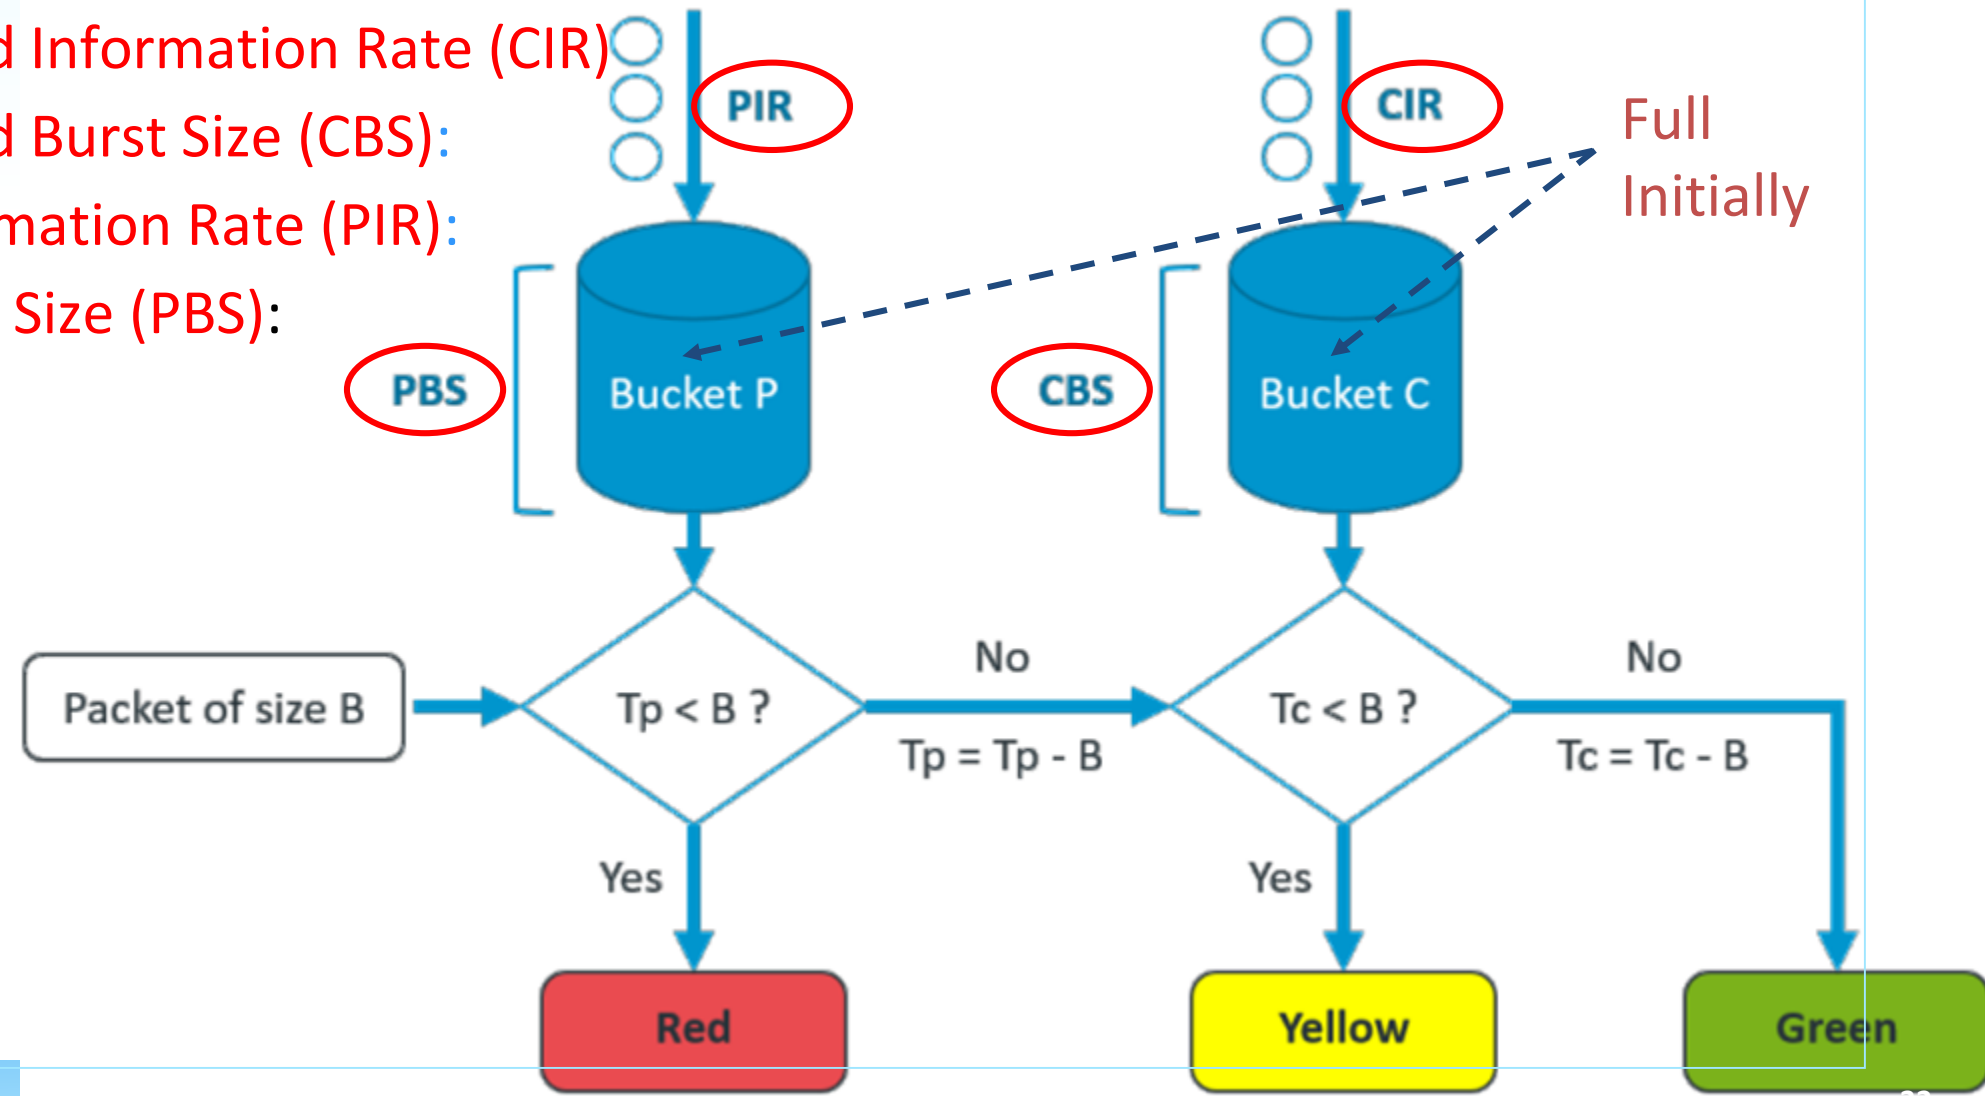 Information Rate (CIR)
Burst Size (CBS):
Rate (PIR):
Size (PBS):
PIR
CIR
Full
Initially
PBS
Bucket P
CBS
Bucket C
Packet of size B
Tp < B ?
No
Tp = Tp - B
Tc < B ?
No
Tc = Tc - B
Yes
Yes
Red
Yellow
Green